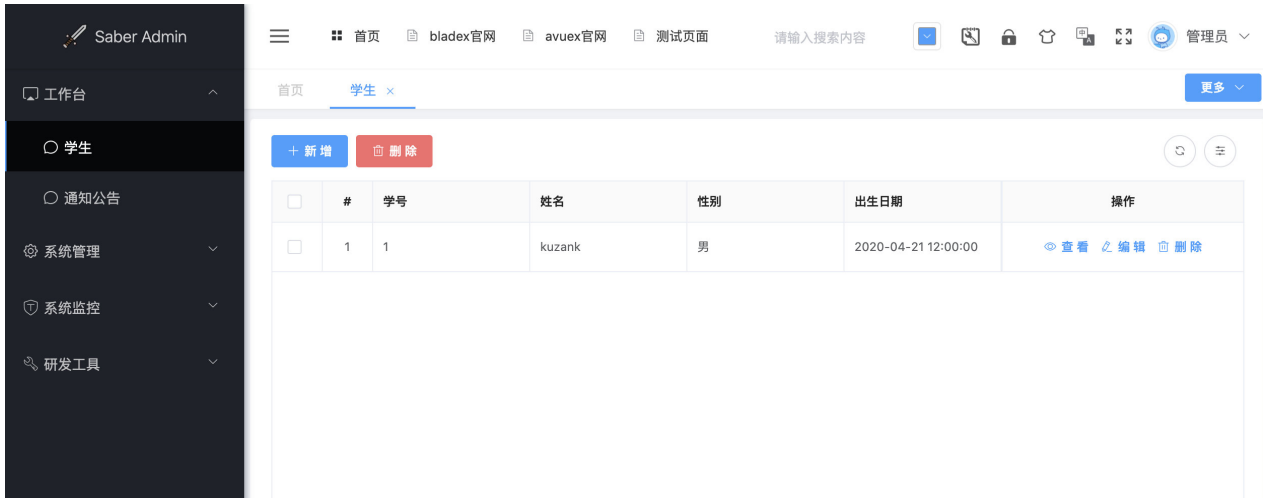 Saber Admin
首页 bladex官网 avuex官网 测试页面 请输入搜索内容 管理员
工作台
首页 学生 × 更多
学生
+ 新增 删除
通知公告
# 学号 姓名 性别 出生日期 操作
系统管理
1 1 kuzank 男 2020-04-21 12:00:00 查看 编辑 删除
系统监控
研发工具